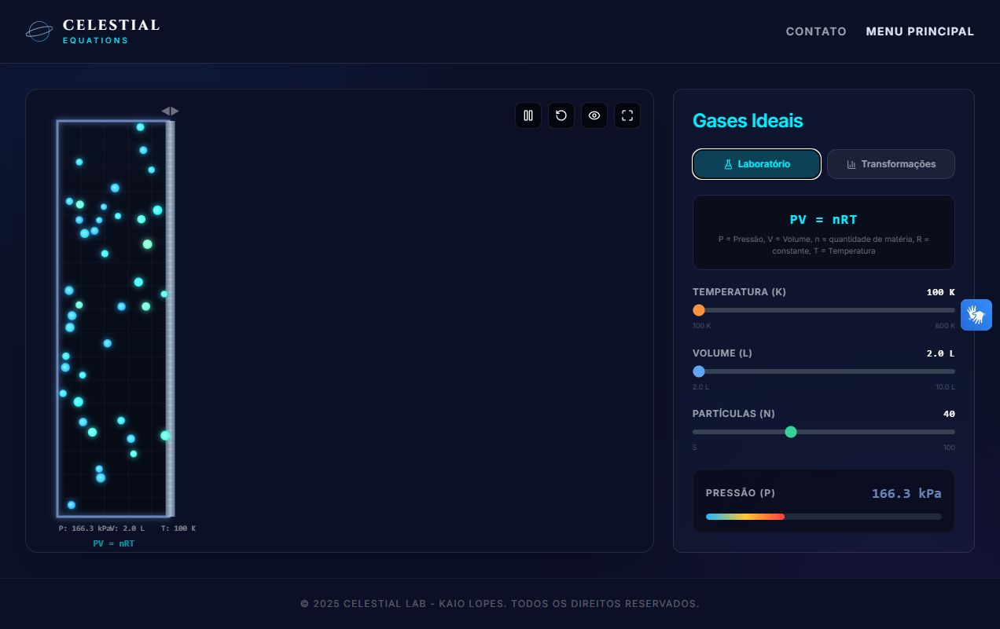 CELESTIAL
EQUATIONS
CONTATO
MENU PRINCIPAL
Gases Ideais
Laboratório
Transformações
PV = nRT
P = Pressão, V = Volume, n = quantidade de matéria, R =
constante, T = Temperatura
TEMPERATURA (K)
100 K
100 K
800 K
VOLUME (L)
2.0 L
2.0 L
10.0 L
PARTÍCULAS (N)
40
5
100
PRESSÃO (P)
166.3 kPa
P: 166.3 kPa
V: 2.0 L
T: 100 K
PV = nRT
© 2025 CELESTIAL LAB - KAIO LOPES. TODOS OS DIREITOS RESERVADOS.